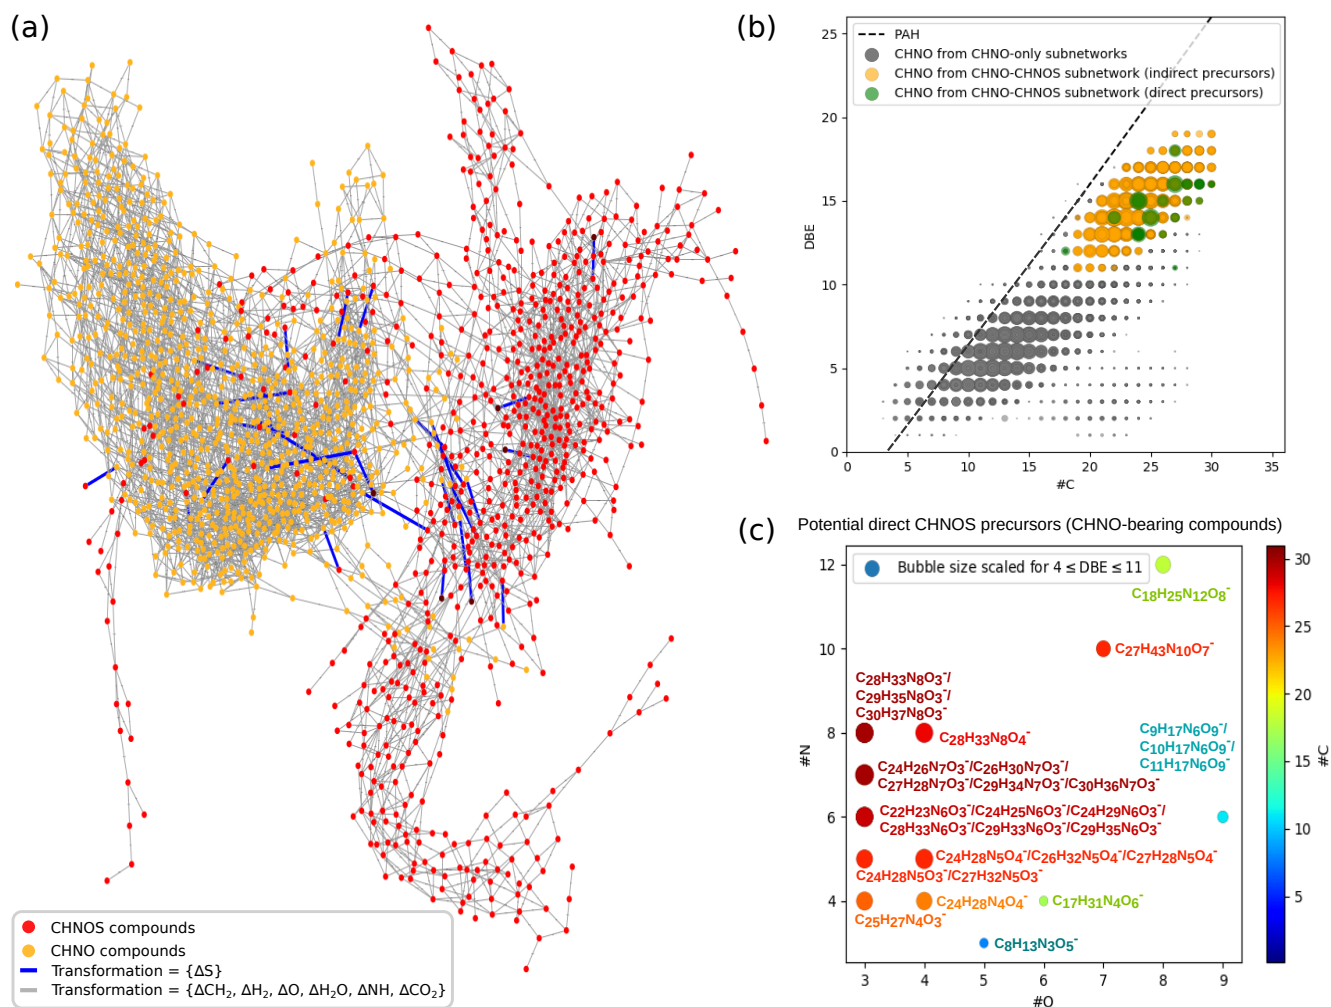 (a)
CHNOS compounds
CHNO compounds
Transformation = {ΔS}
Transformation = {ΔCH₂, ΔH₂, ΔO, ΔH₂O, ΔNH, ΔCO₂}
(b)
PAH
CHNO from CHNO-only subnetworks
CHNO from CHNO-CHNOS subnetwork (indirect precursors)
CHNO from CHNO-CHNOS subnetwork (direct precursors)
25
20
15
10
5
0
DBE
0 5 10 15 20 25 30 35
#C
Potential direct CHNOS precursors (CHNO-bearing compounds)
(c)
Bubble size scaled for 4 ≤ DBE ≤ 11
C₁₈H₂₅N₁₂O₈⁻
C₂₇H₄₃N₁₀O₇⁻
C₂₈H₃₃N₈O₃⁻/
C₂₉H₃₅N₈O₃⁻/
C₃₀H₃₇N₈O₃⁻
C₂₈H₃₃N₈O₄⁻
C₉H₁₇N₆O₉⁻/
C₁₀H₁₇N₆O₉⁻/
C₁₁H₁₇N₆O₉⁻
C₂₄H₂₆N₇O₃⁻/C₂₆H₃₀N₇O₃⁻/
C₂₇H₂₈N₇O₃⁻/C₂₉H₃₄N₇O₃⁻/C₃₀H₃₆N₇O₃⁻
C₂₂H₂₃N₆O₃⁻/C₂₄H₂₅N₆O₃⁻/C₂₄H₂₉N₆O₃⁻/
C₂₈H₃₃N₆O₃⁻/C₂₉H₃₃N₆O₃⁻/C₂₉H₃₅N₆O₃⁻
C₂₄H₂₈N₅O₄⁻/C₂₆H₃₂N₅O₄⁻/C₂₇H₂₈N₅O₄⁻
C₂₄H₂₈N₅O₃⁻/C₂₇H₃₂N₅O₃⁻
C₂₄H₂₈N₄O₄⁻
C₁₇H₃₁N₄O₆⁻
C₂₅H₂₇N₄O₃⁻
C₈H₁₃N₃O₅⁻
12
10
8
6
4
#N
3 4 5 6 7 8 9
#O
30
25
20
15
10
5
#C